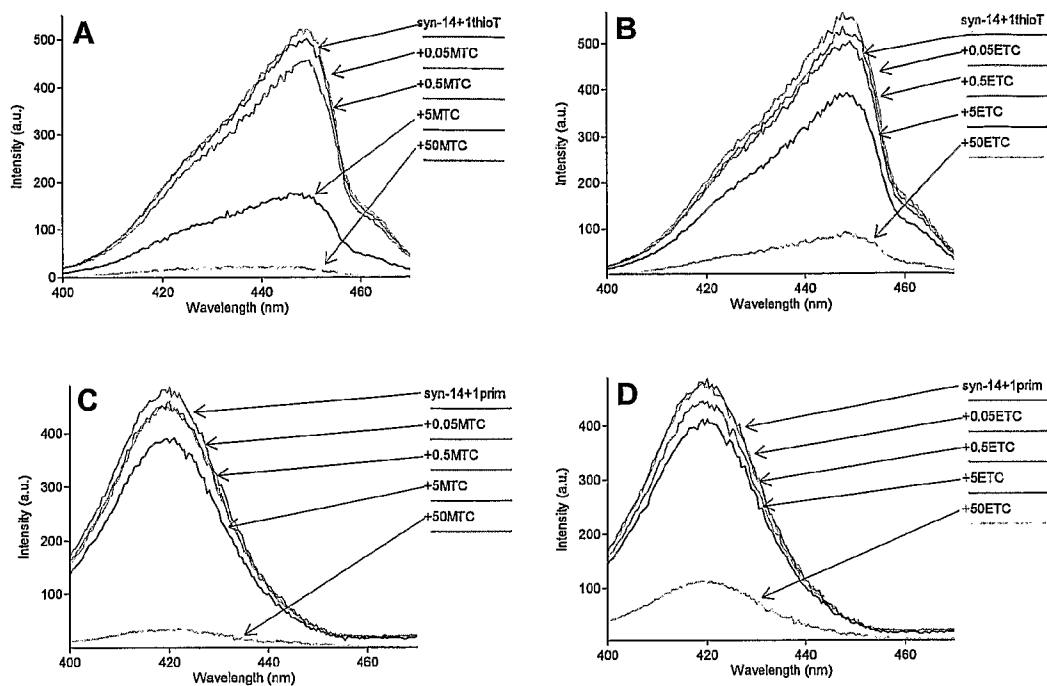 A
syn-14+1thioT
+0.05MTC
+0.5MTC
+5MTC
+50MTC
Intensity (a.u.)
500
400
300
200
100
0
400
420
440
460
Wavelength (nm)
B
syn-14+1thioT
+0.05ETC
+0.5ETC
+5ETC
+50ETC
Intensity (a.u.)
500
400
300
200
100
0
400
420
440
460
Wavelength (nm)
C
syn-14+1prim
+0.05MTC
+0.5MTC
+5MTC
+50MTC
Intensity (a.u.)
400
300
200
100
400
420
440
460
Wavelength (nm)
D
syn-14+1prim
+0.05ETC
+0.5ETC
+5ETC
+50ETC
Intensity (a.u.)
400
300
200
100
400
420
440
460
Wavelength (nm)